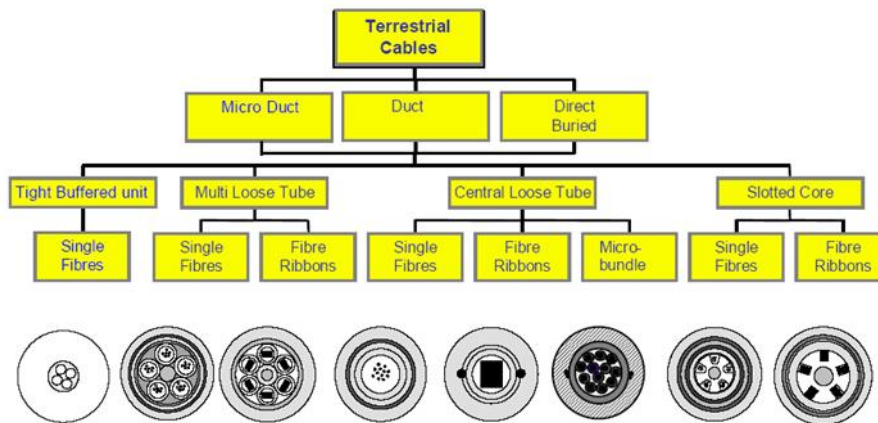 Terrestrial
Cables
Micro Duct
Duct
Direct
Buried
Tight Buffered unit
Multi Loose Tube
Central Loose Tube
Slotted Core
Single
Fibres
Single
Fibres
Fibre
Ribbons
Single
Fibres
Fibre
Ribbons
Micro-
bundle
Single
Fibres
Fibre
Ribbons